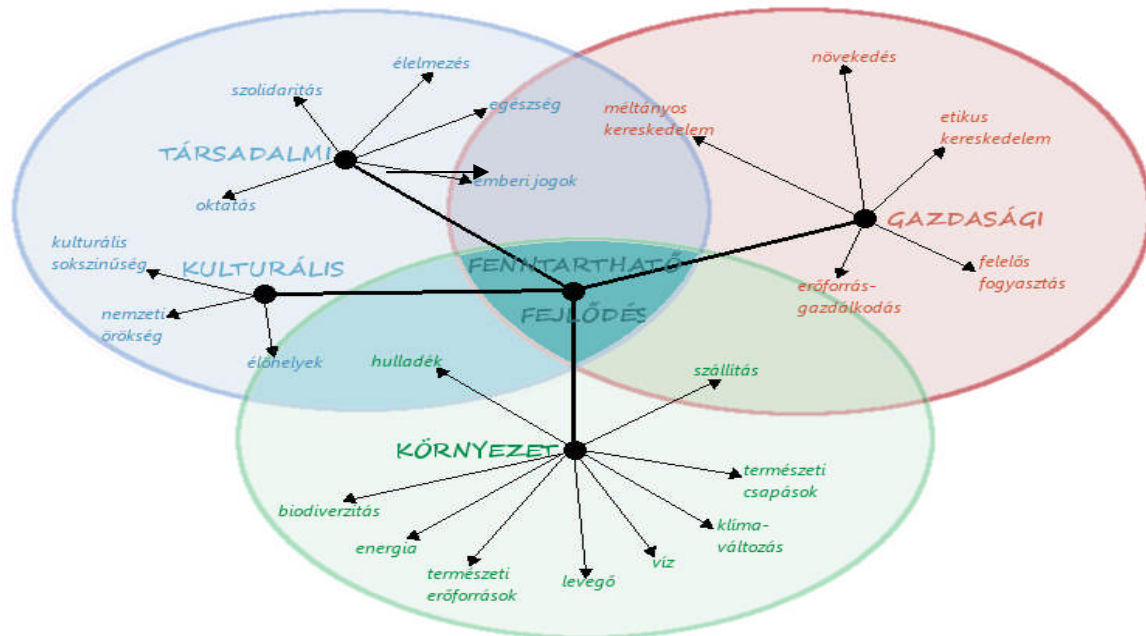 növekedés
élelmezés
szolidaritás
egészség
méltányos
kereskedelem
etikus
kereskedelem
TÁRSADALMI
emberi jogok
oktatás
GAZDASÁGI
kulturális
sokszinűség
KULTURÁLIS
FENNTARTHATÓ
felelős
fogyasztás
erőforrás-
gazdálkodás
nemzeti
örökség
FEJLŐDÉS
élőhelyek
hulladék
szállítás
KÖRNYEZET
természeti
csapások
biodiverzitás
klíma-
változás
energia
víz
természeti
erőforrások
levegő